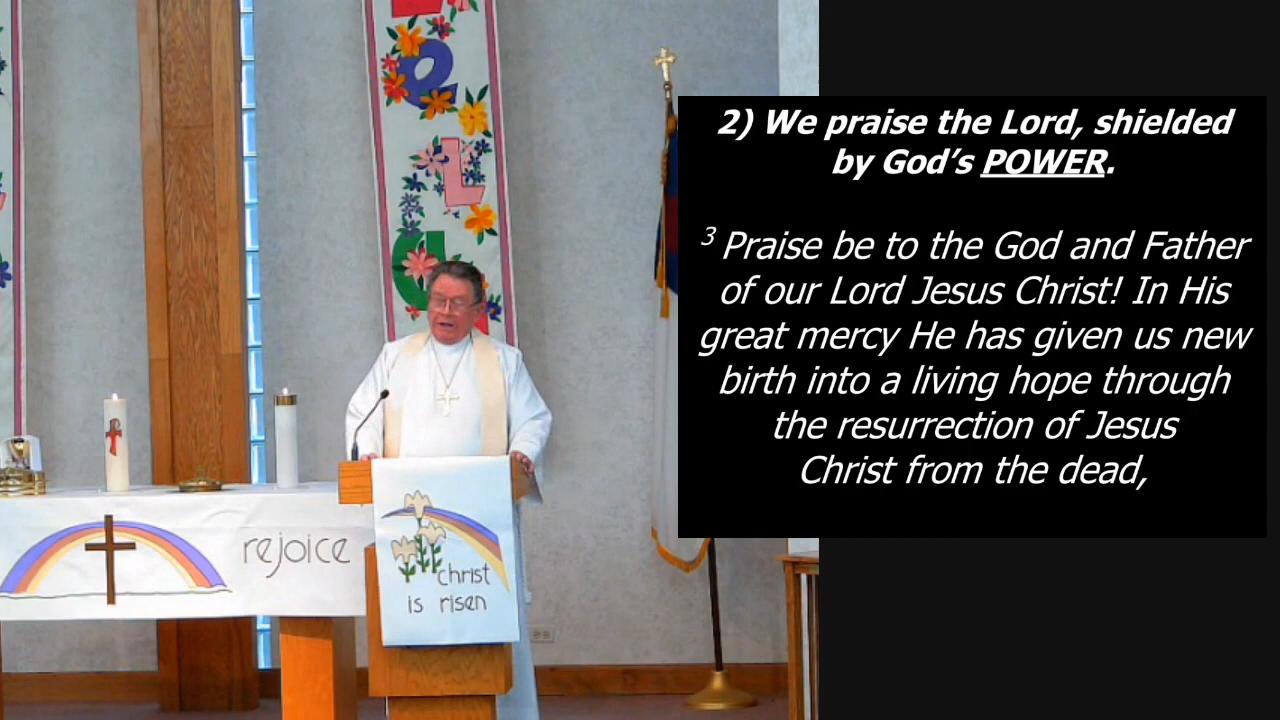 2) We praise the Lord, shielded
by God’s POWER.
3 Praise be to the God and Father
of our Lord Jesus Christ! In His
great mercy He has given us new
birth into a living hope through
the resurrection of Jesus
Christ from the dead,
rejoice
christ
is risen